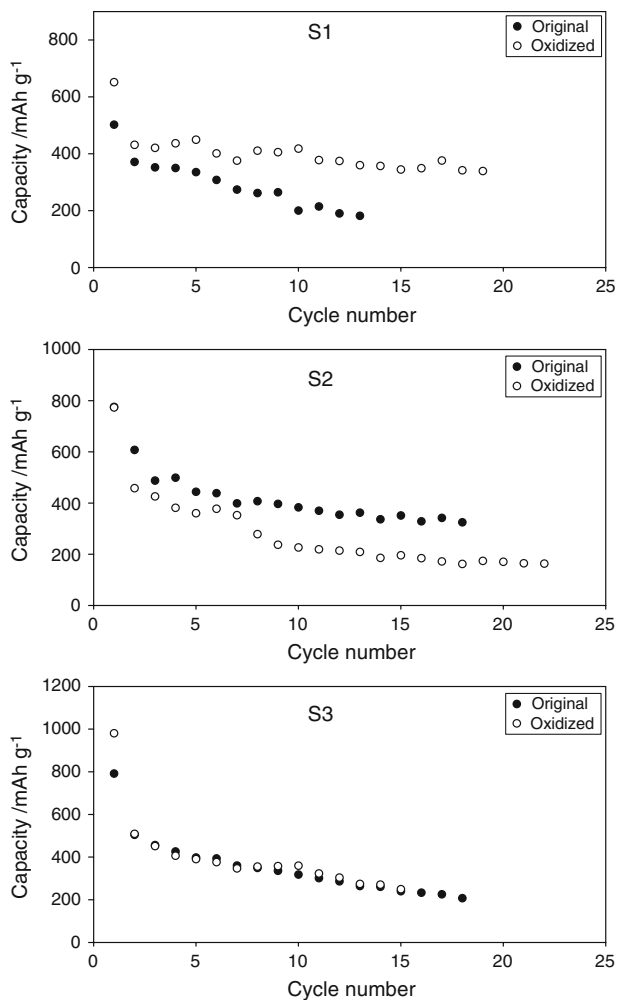 S1
Original
Oxidized
800
600
400
200
0
Capacity /mAh g-1
0 5 10 15 20 25
Cycle number
S2
Original
Oxidized
1000
800
600
400
200
0
Capacity /mAh g-1
0 5 10 15 20 25
Cycle number
S3
Original
Oxidized
1200
1000
800
600
400
200
0
Capacity /mAh g-1
0 5 10 15 20 25
Cycle number